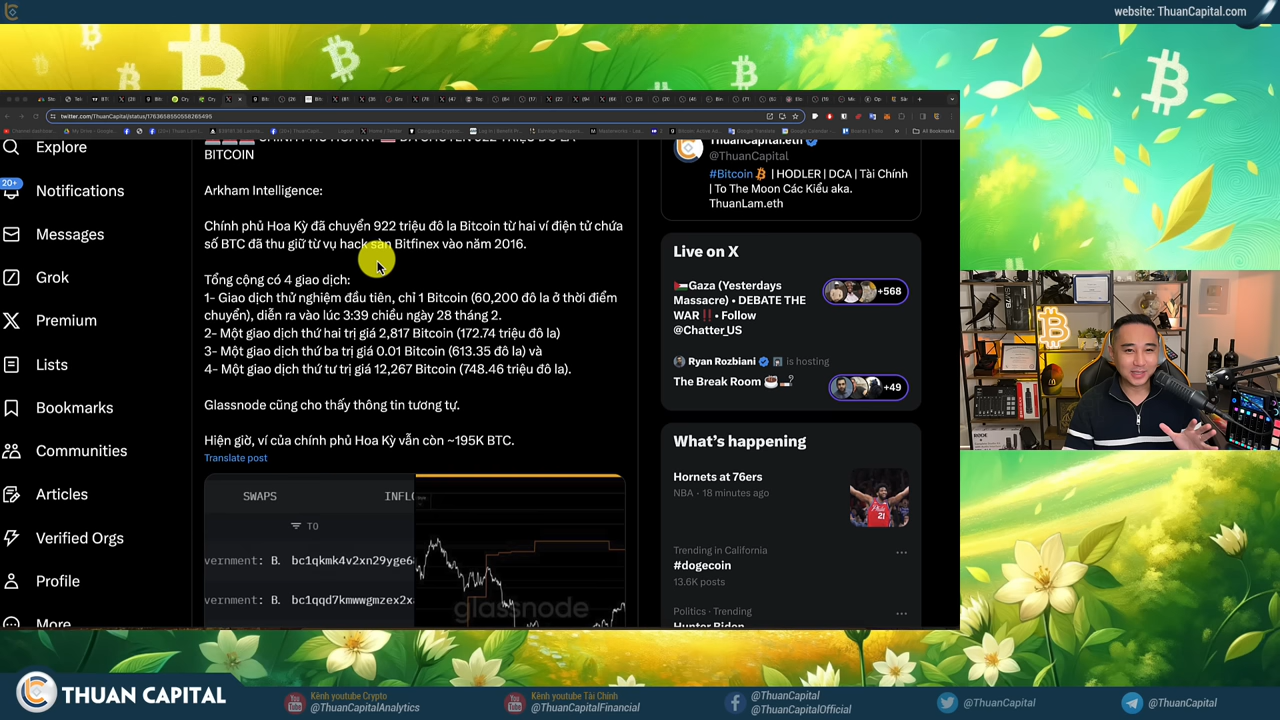 website: ThuanCapital.com
twitter.com/ThuanCapital/status/1763658550558265495
Explore
20+
Notifications
Messages
Grok
Premium
Lists
Bookmarks
Communities
Articles
Verified Orgs
Profile
More
BITCOIN
Arkham Intelligence:
Chính phủ Hoa Kỳ đã chuyển 922 triệu đô la Bitcoin từ hai ví điện tử chứa
số BTC đã thu giữ từ vụ hack sàn Bitfinex vào năm 2016.
Tổng cộng có 4 giao dịch:
1- Giao dịch thử nghiệm đầu tiên, chỉ 1 Bitcoin (60,200 đô la ở thời điểm
chuyển), diễn ra vào lúc 3:39 chiều ngày 28 tháng 2.
2- Một giao dịch thứ hai trị giá 2,817 Bitcoin (172.74 triệu đô la)
3- Một giao dịch thứ ba trị giá 0.01 Bitcoin (613.35 đô la) và
4- Một giao dịch thứ tư trị giá 12,267 Bitcoin (748.46 triệu đô la).
Glassnode cũng cho thấy thông tin tương tự.
Hiện giờ, ví của chính phủ Hoa Kỳ vẫn còn ~195K BTC.
Translate post
SWAPS
INFLO
TO
vernment: B. bc1qkmk4v2xn29yge6
vernment: B. bc1qqd7kmwwgmzex2x
glassnode
ThuanCapital.eth
@ThuanCapital
#Bitcoin | HODLER | DCA | Tài Chính
| To The Moon Các Kiểu aka.
ThuanLam.eth
Live on X
Gaza (Yesterdays
Massacre) • DEBATE THE
WAR‼️ • Follow
@Chatter_US
+568
Ryan Rozbiani is hosting
The Break Room
+49
What's happening
Hornets at 76ers
NBA · 18 minutes ago
Trending in California
#dogecoin
13.6K posts
Politics · Trending
Hunter Biden
THUAN CAPITAL
Kênh youtube Crypto
@ThuanCapitalAnalytics
Kênh youtube Tài Chính
@ThuanCapitalFinancial
@ThuanCapital
@ThuanCapitalOfficial
@ThuanCapital
@ThuanCapital